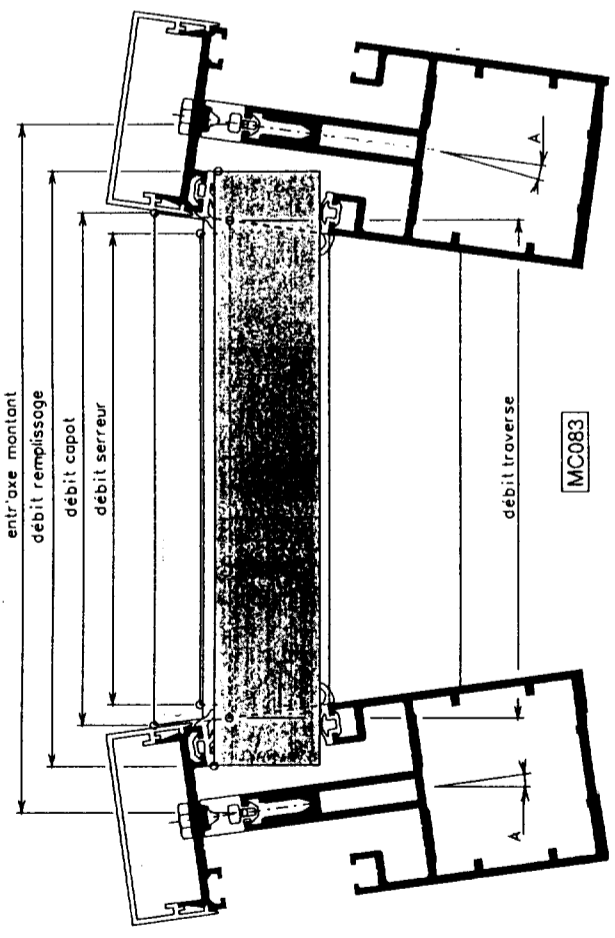 entr'axe montant
débit remplissage
débit capot
débit serreur
A
débit traverse
MC083
A